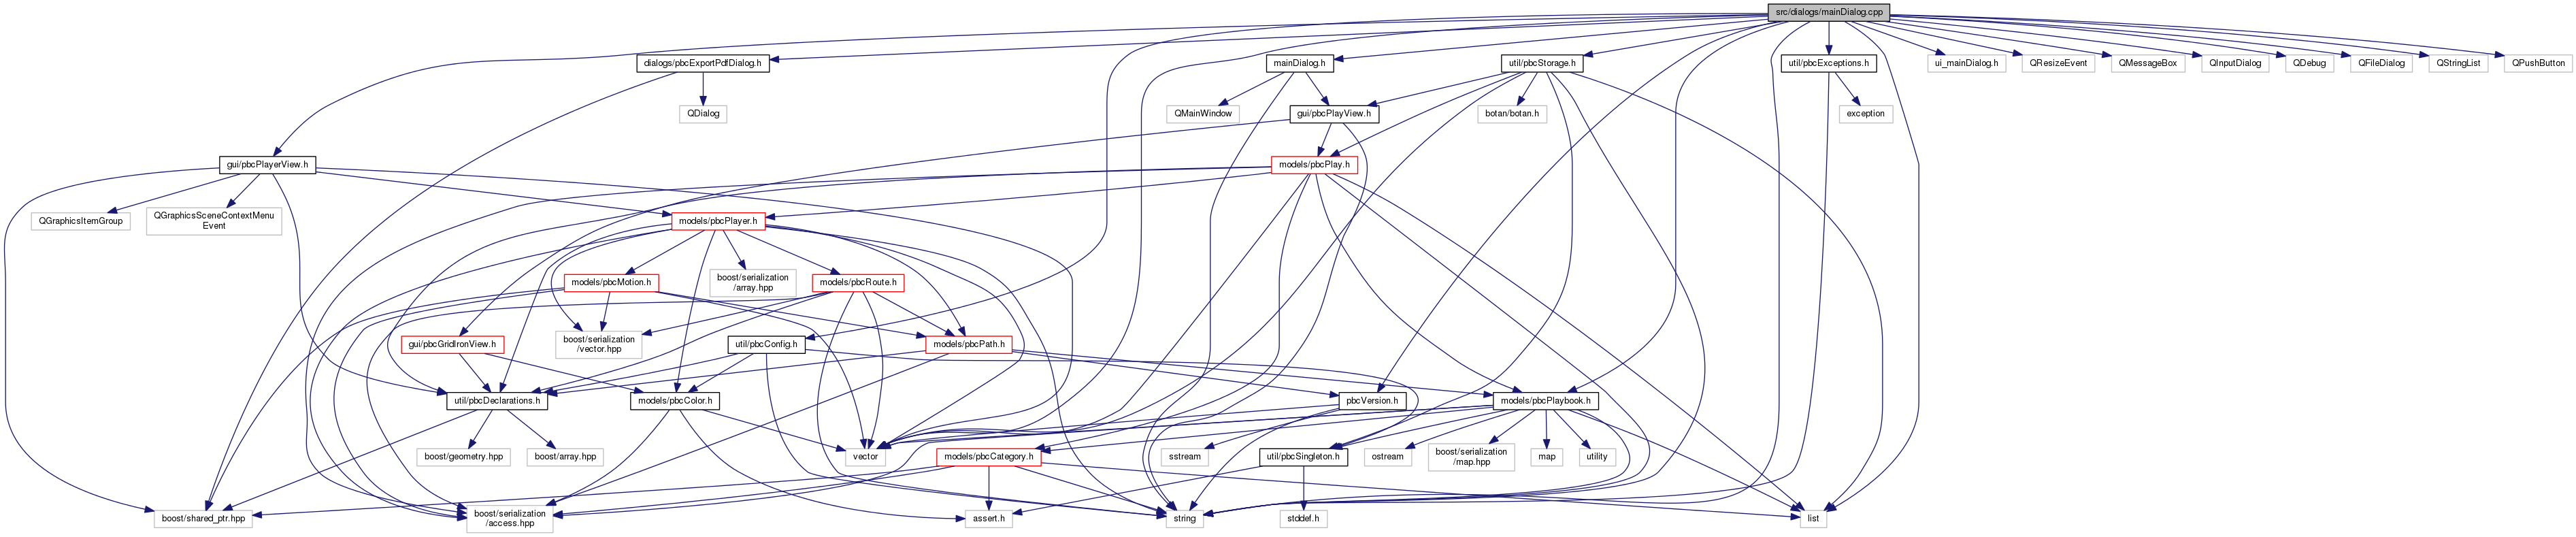 src/dialogs/mainDialog.cpp
dialogs/pbcExportPdfDialog.h
mainDialog.h
util/pbcStorage.h
util/pbcExceptions.h
ui_mainDialog.h
QResizeEvent
QMessageBox
QInputDialog
QDebug
QFileDialog
QStringList
QPushButton
QDialog
QMainWindow
gui/pbcPlayView.h
botan/botan.h
exception
gui/pbcPlayerView.h
models/pbcPlay.h
QGraphicsItemGroup
QGraphicsSceneContextMenu
Event
models/pbcPlayer.h
models/pbcMotion.h
boost/serialization
/array.hpp
models/pbcRoute.h
gui/pbcGridIronView.h
boost/serialization
/vector.hpp
util/pbcConfig.h
models/pbcPath.h
util/pbcDeclarations.h
models/pbcColor.h
pbcVersion.h
models/pbcPlaybook.h
boost/geometry.hpp
boost/array.hpp
vector
models/pbcCategory.h
sstream
util/pbcSingleton.h
ostream
boost/serialization
/map.hpp
map
utility
boost/shared_ptr.hpp
boost/serialization
/access.hpp
assert.h
string
stddef.h
list